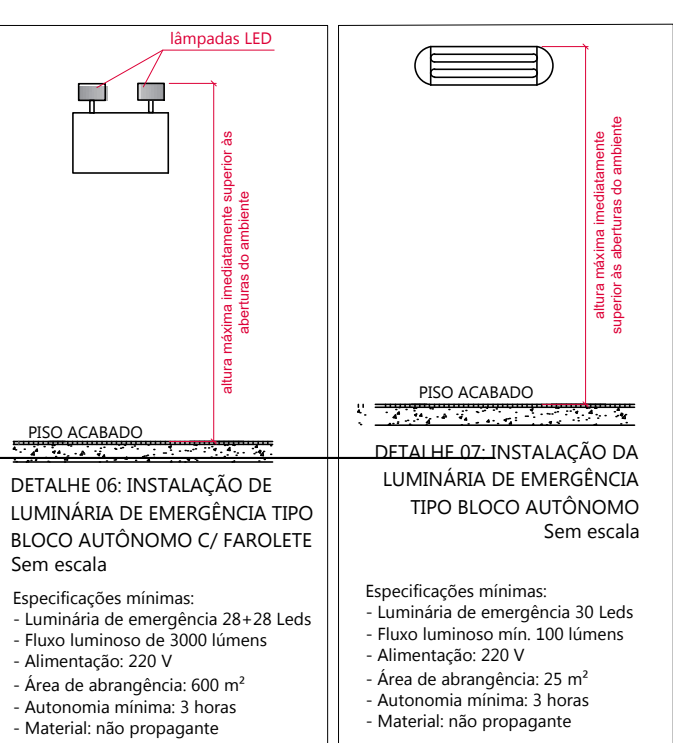 lâmpadas LED
altura máxima imediatamente superior às
aberturas do ambiente
PISO ACABADO
DETALHE 06: INSTALAÇÃO DE
LUMINÁRIA DE EMERGÊNCIA TIPO
BLOCO AUTÔNOMO C/ FAROLETE
Sem escala
Especificações mínimas:
- Luminária de emergência 28+28 Leds
- Fluxo luminoso de 3000 lúmens
- Alimentação: 220 V
- Área de abrangência: 600 m²
- Autonomia mínima: 3 horas
- Material: não propagante
altura máxima imediatamente
superior às aberturas do ambiente
PISO ACABADO
DETALHE 07: INSTALAÇÃO DA
LUMINÁRIA DE EMERGÊNCIA
TIPO BLOCO AUTÔNOMO
Sem escala
Especificações mínimas:
- Luminária de emergência 30 Leds
- Fluxo luminoso mín. 100 lúmens
- Alimentação: 220 V
- Área de abrangência: 25 m²
- Autonomia mínima: 3 horas
- Material: não propagante